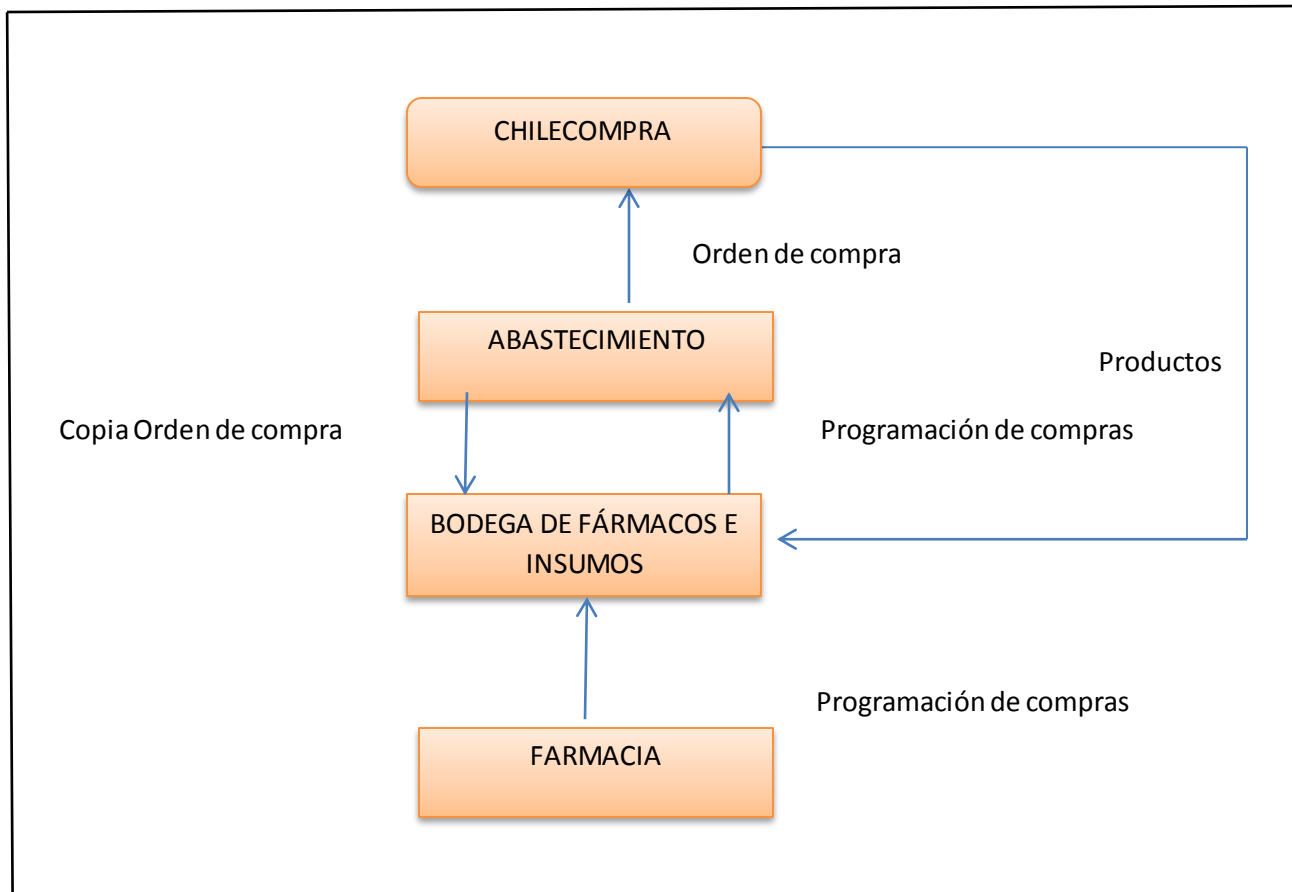 CHILECOMPRA
Orden de compra
ABASTECIMIENTO
Productos
Copia Orden de compra
Programación de compras
BODEGA DE FÁRMACOS E
INSUMOS
Programación de compras
FARMACIA